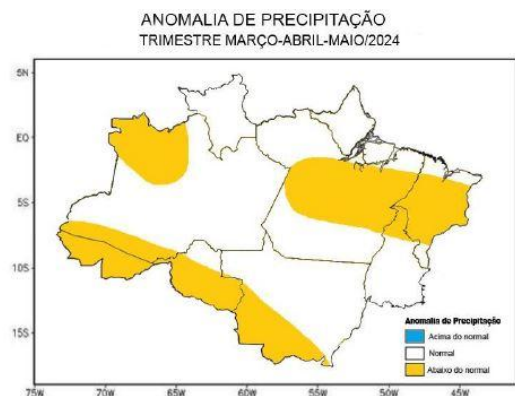 ANOMALIA DE PRECIPITAÇÃO
TRIMESTRE MARÇO-ABRIL-MAIO/2024
5N
EQ
5S
10S
15S
75W
70W
65W
60W
55W
50W
45W
Anomalia de Precipitação
Acima do normal
Normal
Abaixo do normal